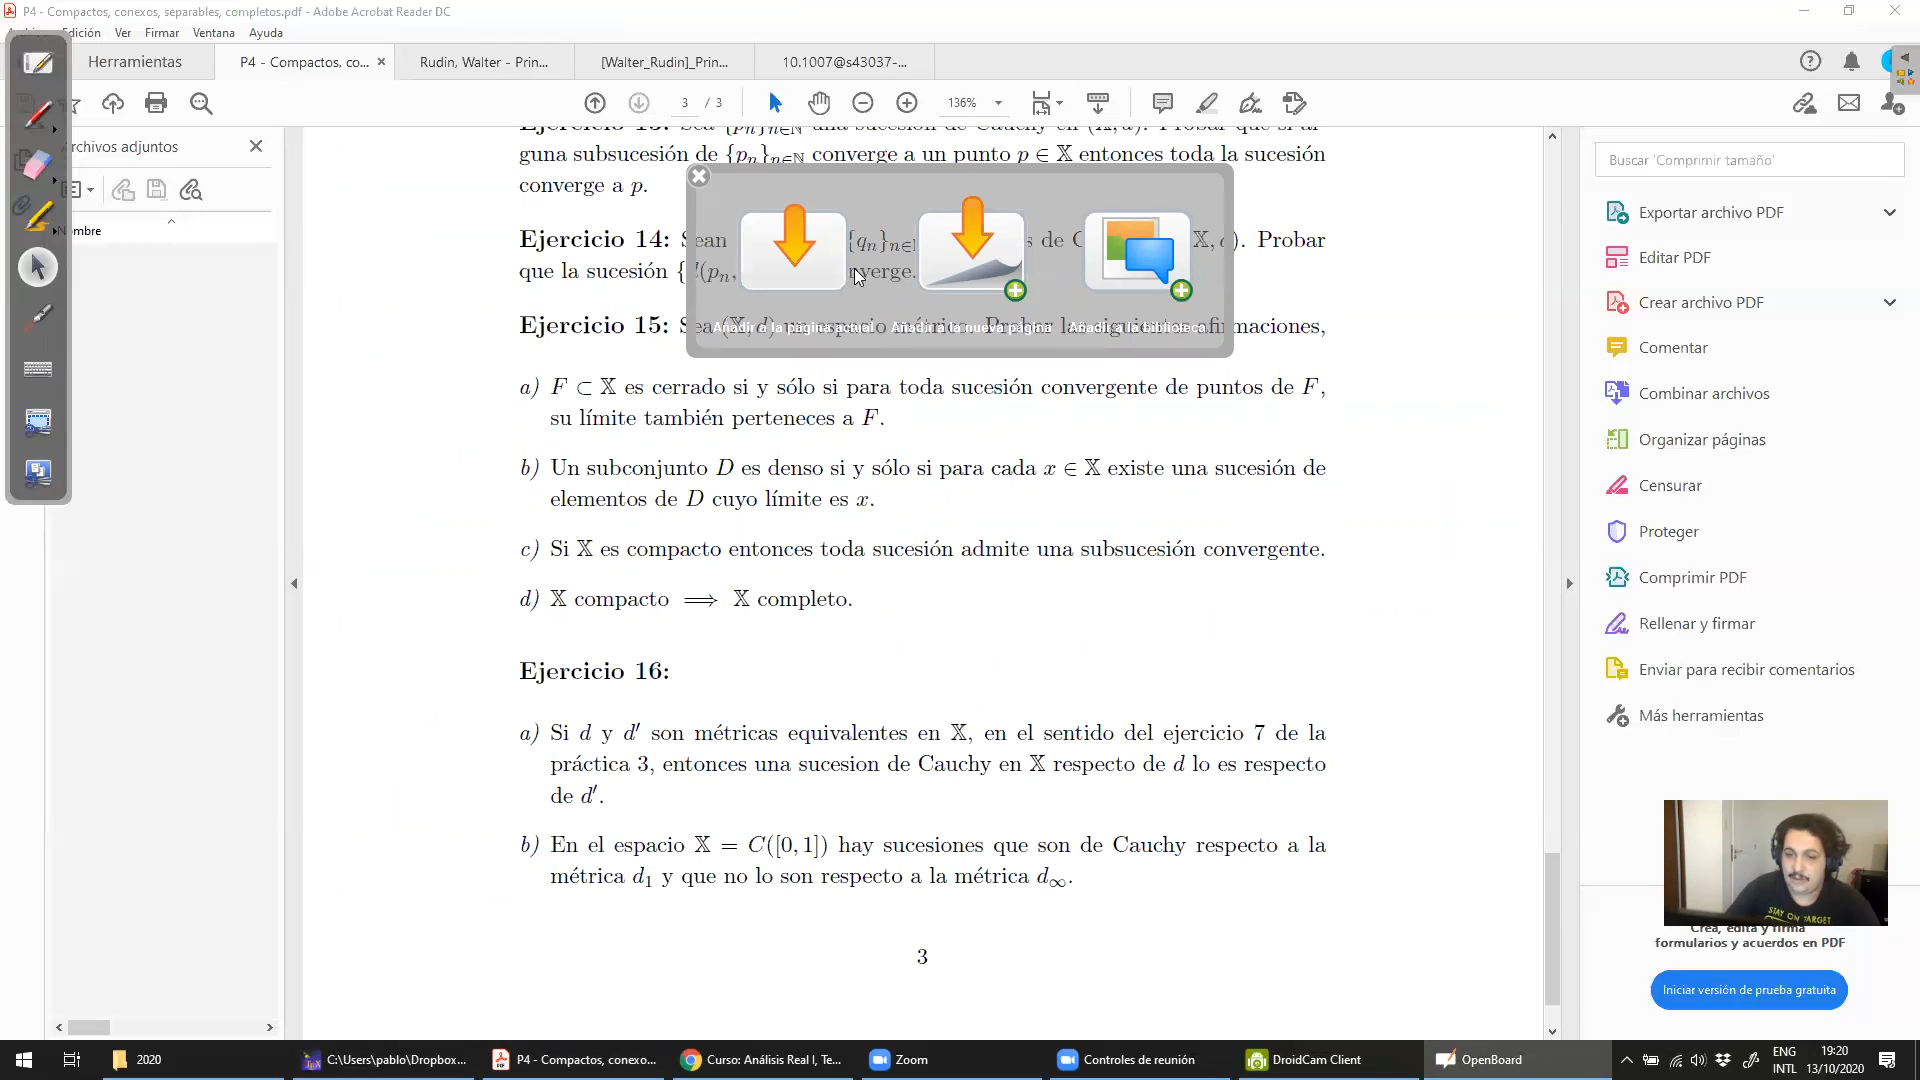 P4 - Compactos, conexos, separables, completos.pdf - Adobe Acrobat Reader DC
Edición Ver Firmar Ventana Ayuda
Herramientas
P4 - Compactos, co...
Rudin, Walter - Prin...
[Walter_Rudin]_Prin...
10.1007@s43037-...
3 / 3
136%
Archivos adjuntos
Nombre
Buscar 'Comprimir tamaño'
Exportar archivo PDF
Editar PDF
Crear archivo PDF
Comentar
Combinar archivos
Organizar páginas
Censurar
Proteger
Comprimir PDF
Rellenar y firmar
Enviar para recibir comentarios
Más herramientas
Ejercicio 13: Sea {pₙ}ₙ∈ℕ una sucesión de Cauchy en (𝕏, d). Probar que si al-
guna subsucesión de {pₙ}ₙ∈ℕ converge a un punto p ∈ 𝕏 entonces toda la sucesión
converge a p.
Ejercicio 14: Sean {qₙ}ₙ∈ s de C 𝕏, d). Probar
que la sucesión {d(pₙ, verge.
Ejercicio 15: Sea (𝕏, d) un espacio métrico. Probar las siguientes afirmaciones,
Añadir a la página actual
Añadir a la nueva página
Añadir a la biblioteca
a) F ⊂ 𝕏 es cerrado si y sólo si para toda sucesión convergente de puntos de F,
su límite también perteneces a F.
b) Un subconjunto D es denso si y sólo si para cada x ∈ 𝕏 existe una sucesión de
elementos de D cuyo límite es x.
c) Si 𝕏 es compacto entonces toda sucesión admite una subsucesión convergente.
d) 𝕏 compacto ⟹ 𝕏 completo.
Ejercicio 16:
a) Si d y d′ son métricas equivalentes en 𝕏, en el sentido del ejercicio 7 de la
práctica 3, entonces una sucesion de Cauchy en 𝕏 respecto de d lo es respecto
de d′.
b) En el espacio 𝕏 = C([0, 1]) hay sucesiones que son de Cauchy respecto a la
métrica d₁ y que no lo son respecto a la métrica d∞.
3
STAY ON TARGET
Crea, edita y firma
formularios y acuerdos en PDF
Iniciar versión de prueba gratuita
2020
C:\Users\pablo\Dropbox...
P4 - Compactos, conexo...
Curso: Análisis Real I, Te...
Zoom
Controles de reunión
DroidCam Client
OpenBoard
ENG
INTL
19:20
13/10/2020